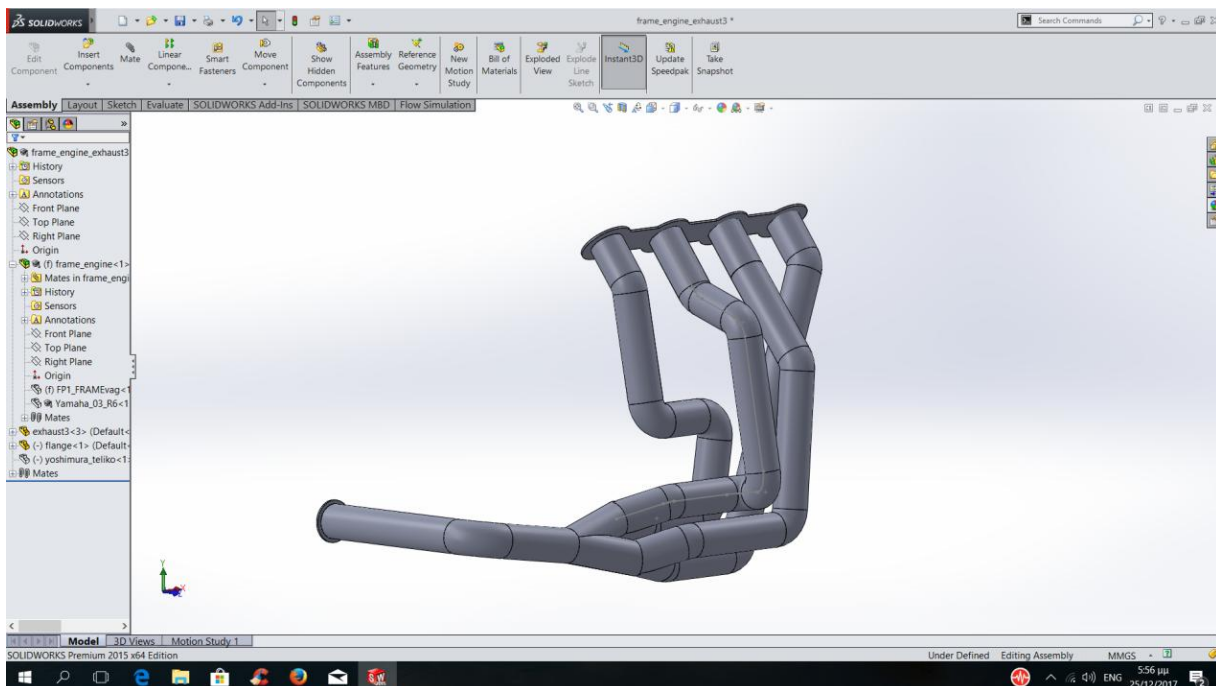 SOLIDWORKS
frame_engine_eshaust3 *
Search Commands
Edit Component
Insert Components
Mate
Linear Compone...
Smart Fasteners
Move Component
Show Hidden Components
Assembly Features
Reference Geometry
New Motion Study
Bill of Materials
Exploded View
Explode Line Sketch
Instant3D
Update Speedpak
Take Snapshot
Assembly Layout Sketch Evaluate SOLIDWORKS Add-Ins SOLIDWORKS MBD Flow Simulation
frame_engine_exhaust3
History
Sensors
Annotations
Front Plane
Top Plane
Right Plane
Origin
(f) frame_engine<1>
Mates in frame_engi
History
Sensors
Annotations
Front Plane
Top Plane
Right Plane
Origin
(f) FP1_FRAMEvag<1
Yamaha_03_R6<1
Mates
exhaust3<3> (Default<
(-) flange<1> (Default<
(-) yoshimura_teliko<1>
Mates
Y
X
Model 3D Views Motion Study 1
SOLIDWORKS Premium 2015 x64 Edition
Under Defined Editing Assembly MMGS
ENG
5:56 μμ
25/12/2017